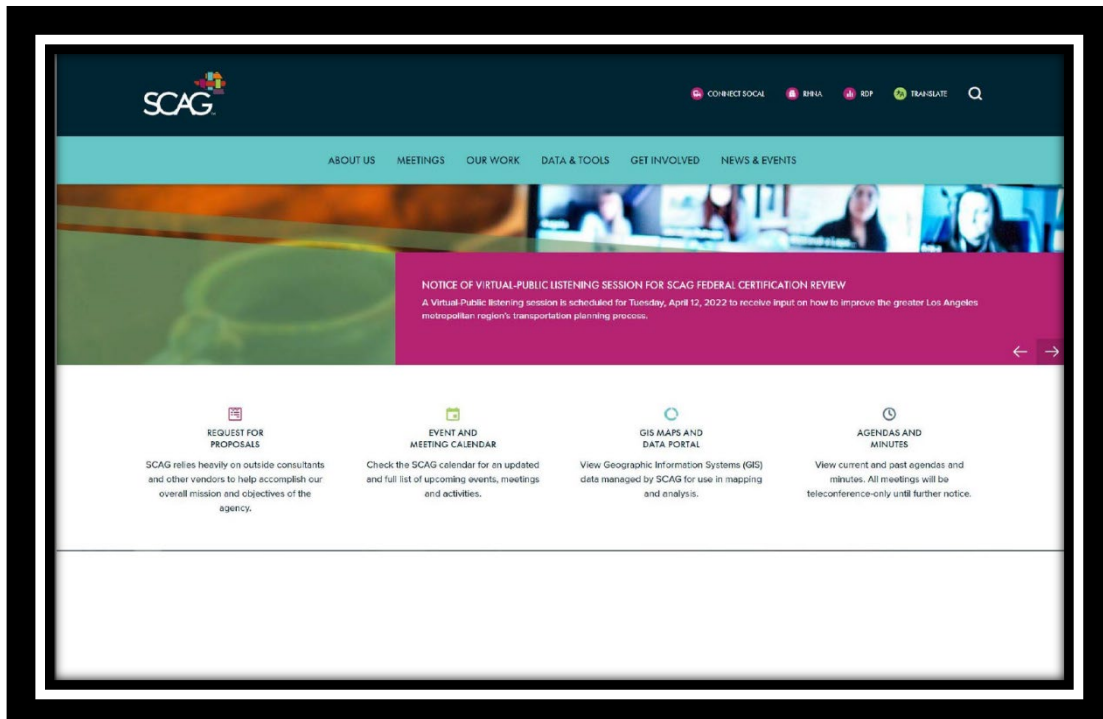 SCAG
CONNECT SOCAL
RHNA
RDP
TRANSLATE
ABOUT US
MEETINGS
OUR WORK
DATA & TOOLS
GET INVOLVED
NEWS & EVENTS
NOTICE OF VIRTUAL-PUBLIC LISTENING SESSION FOR SCAG FEDERAL CERTIFICATION REVIEW
A Virtual-Public listening session is scheduled for Tuesday, April 12, 2022 to receive input on how to improve the greater Los Angeles
metropolitan region's transportation planning process.
REQUEST FOR
PROPOSALS
SCAG relies heavily on outside consultants
and other vendors to help accomplish our
overall mission and objectives of the
agency.
EVENT AND
MEETING CALENDAR
Check the SCAG calendar for an updated
and full list of upcoming events, meetings
and activities.
GIS MAPS AND
DATA PORTAL
View Geographic Information Systems (GIS)
data managed by SCAG for use in mapping
and analysis.
AGENDAS AND
MINUTES
View current and past agendas and
minutes. All meetings will be
teleconference-only until further notice.